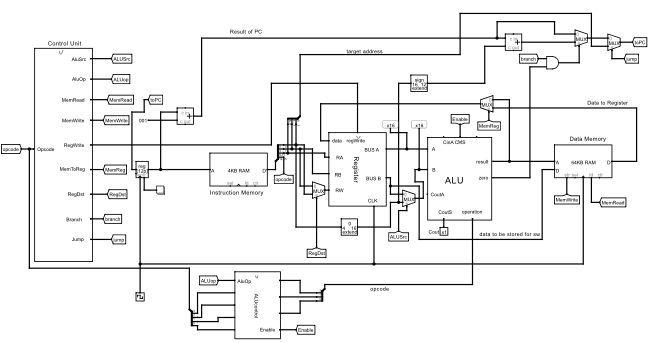 Result of PC
target address
Control Unit
AluSrc
ALUSrc
AluOp
ALUop
MemRead
MemRead
toPC
MemWrite
MemWrite
001
RegWrite
opcode
Opcode
MemToReg
MemReg
RegDst
RegDst
Branch
branch
Jump
jump
reg
A
4KB RAM
D
Instruction Memory
opcode
MUX
RegDst
data
regWrite
RA
RB
RW
BUS A
BUS B
CLK
Register
x16
x16
sign
16
extend
0
4 16
extend
MUX
ALUSrc
Enable
A
B
ALU
result
zero
CoutA
CoutS
operation
Cout
MUX
MemReg
branch
MUX
MUX
toPC
jump
Data to Register
Data Memory
A
64KB RAM
D
MemWrite
MemRead
data to be stored for sw
ALUop
AluOp
ALUcontrol
Enable
Enable
opcode